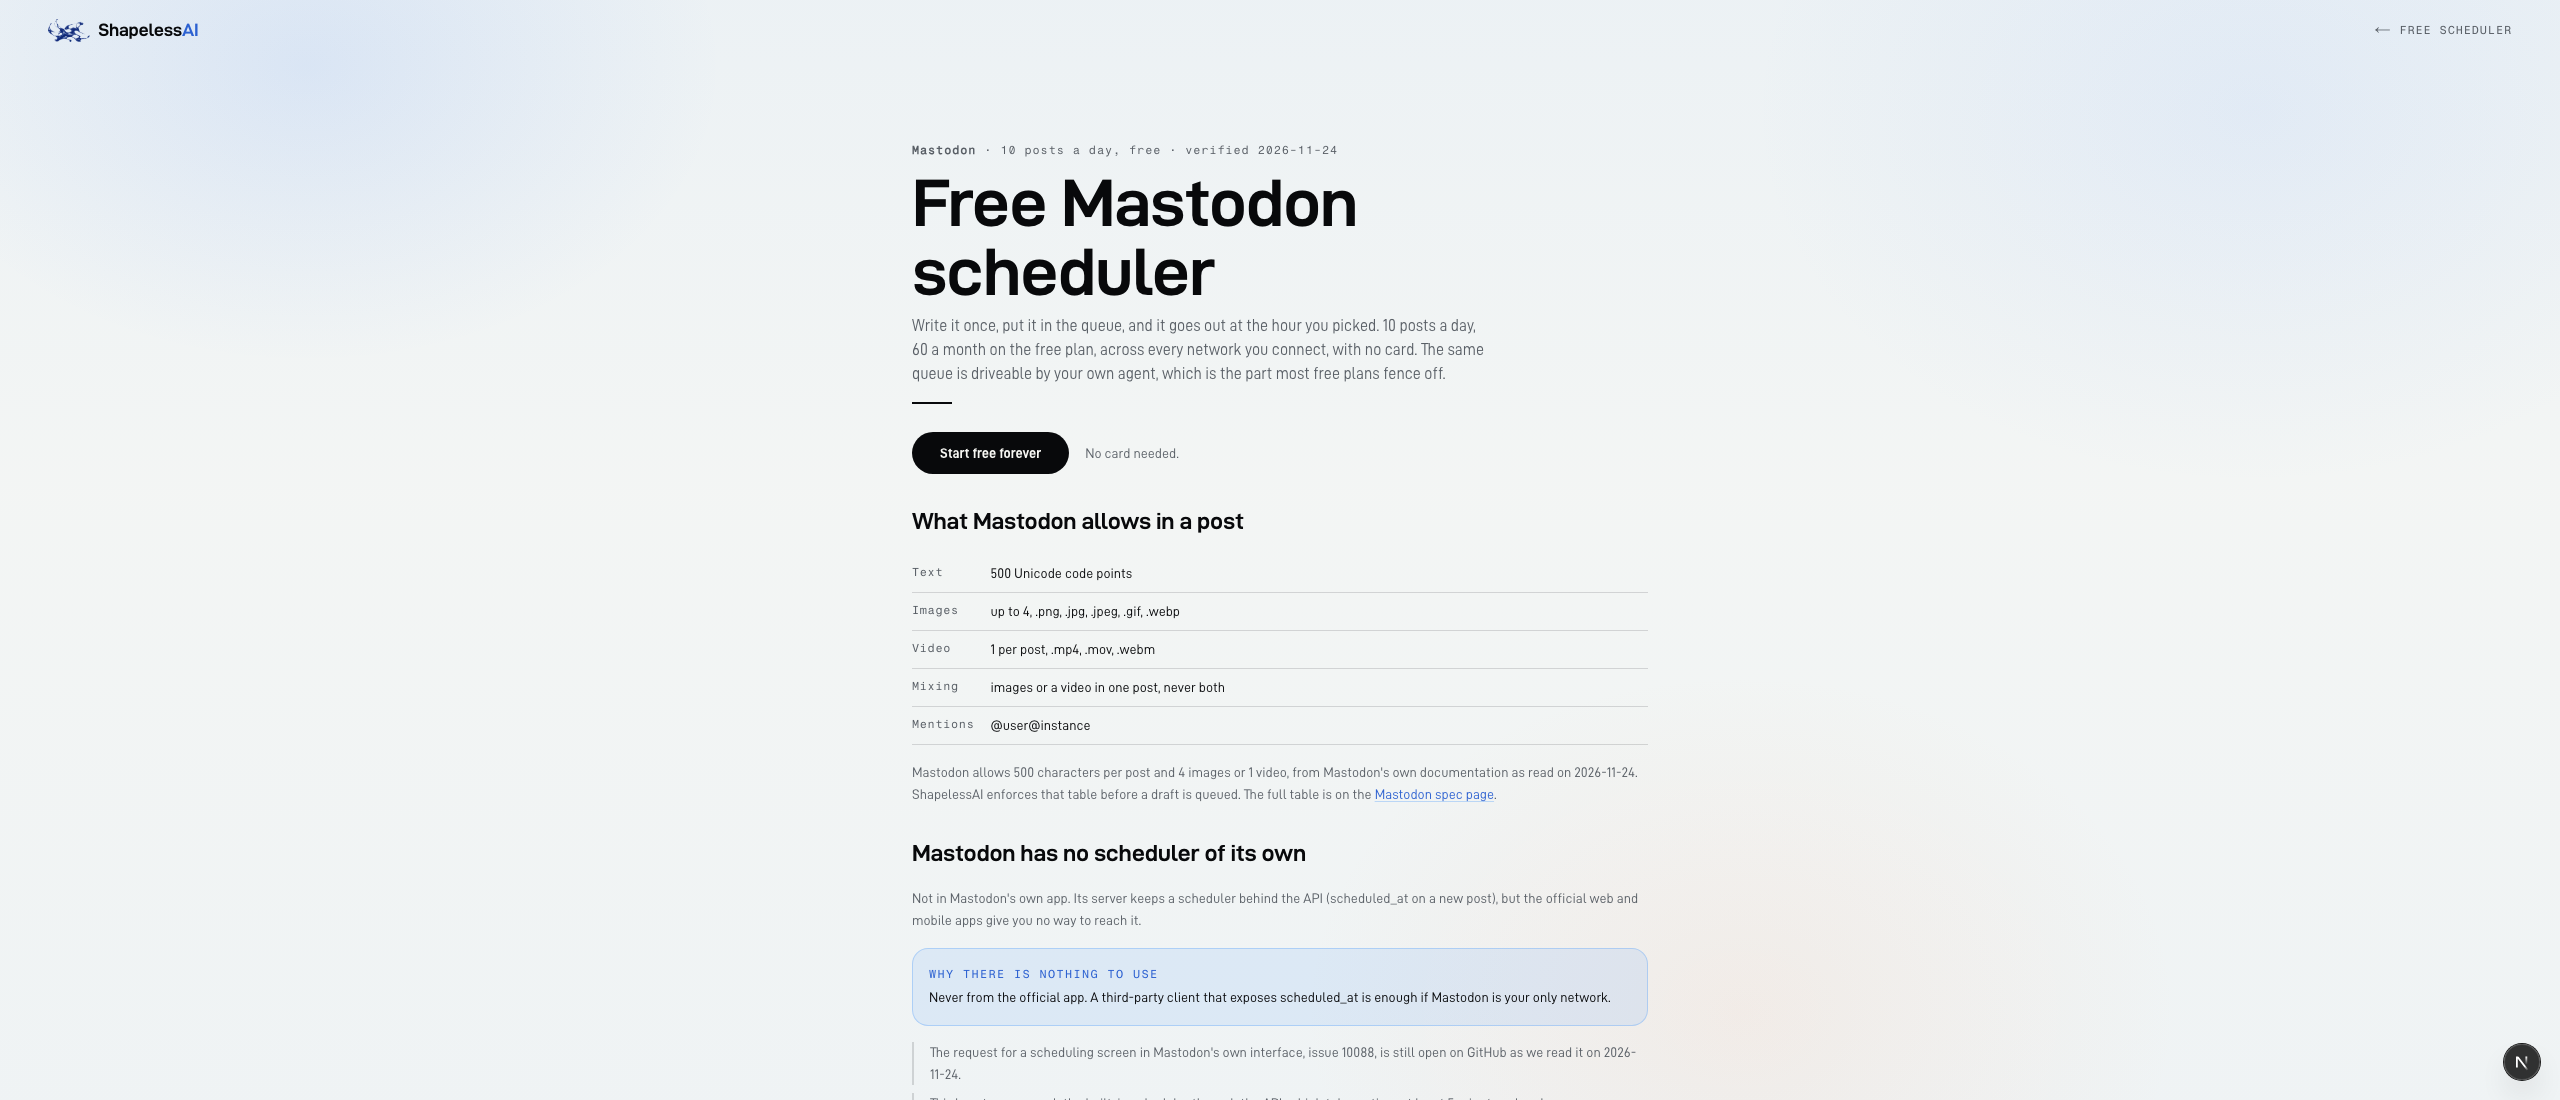 ShapelessAI
← FREE SCHEDULER
Mastodon · 10 posts a day, free · verified 2026-11-24
Free Mastodon
scheduler
Write it once, put it in the queue, and it goes out at the hour you picked. 10 posts a day,
60 a month on the free plan, across every network you connect, with no card. The same
queue is driveable by your own agent, which is the part most free plans fence off.
Start free forever
No card needed.
What Mastodon allows in a post
Text 500 Unicode code points
Images up to 4, .png, .jpg, .jpeg, .gif, .webp
Video 1 per post, .mp4, .mov, .webm
Mixing images or a video in one post, never both
Mentions @user@instance
Mastodon allows 500 characters per post and 4 images or 1 video, from Mastodon's own documentation as read on 2026-11-24.
ShapelessAI enforces that table before a draft is queued. The full table is on the Mastodon spec page.
Mastodon has no scheduler of its own
Not in Mastodon's own app. Its server keeps a scheduler behind the API (scheduled_at on a new post), but the official web and
mobile apps give you no way to reach it.
WHY THERE IS NOTHING TO USE
Never from the official app. A third-party client that exposes scheduled_at is enough if Mastodon is your only network.
The request for a scheduling screen in Mastodon's own interface, issue 10088, is still open on GitHub as we read it on 2026-
11-24.
N